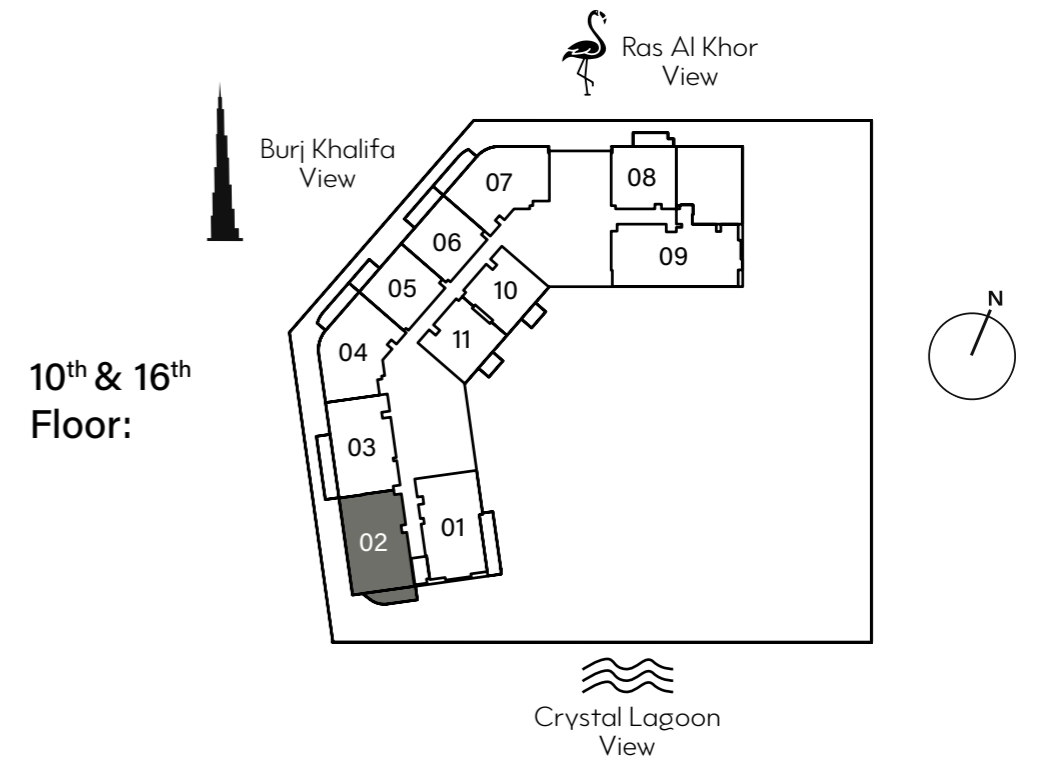 Ras Al Khor
View
Burj Khalifa
View
07
08
06
09
05
10
N
11
04
10th & 16th
Floor:
03
01
02
Crystal Lagoon
View